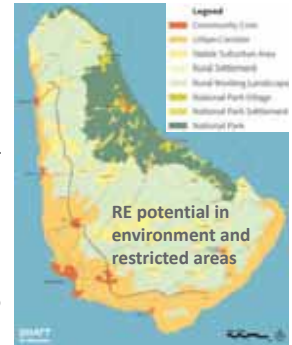 Legend
Community Core
Urban Corridor
Stable Suburban Area
Rural Settlement
Rural Working Landscape
National Park Village
National Park Settlement
National Park
RE potential in
environment and
restricted areas
DRAFT